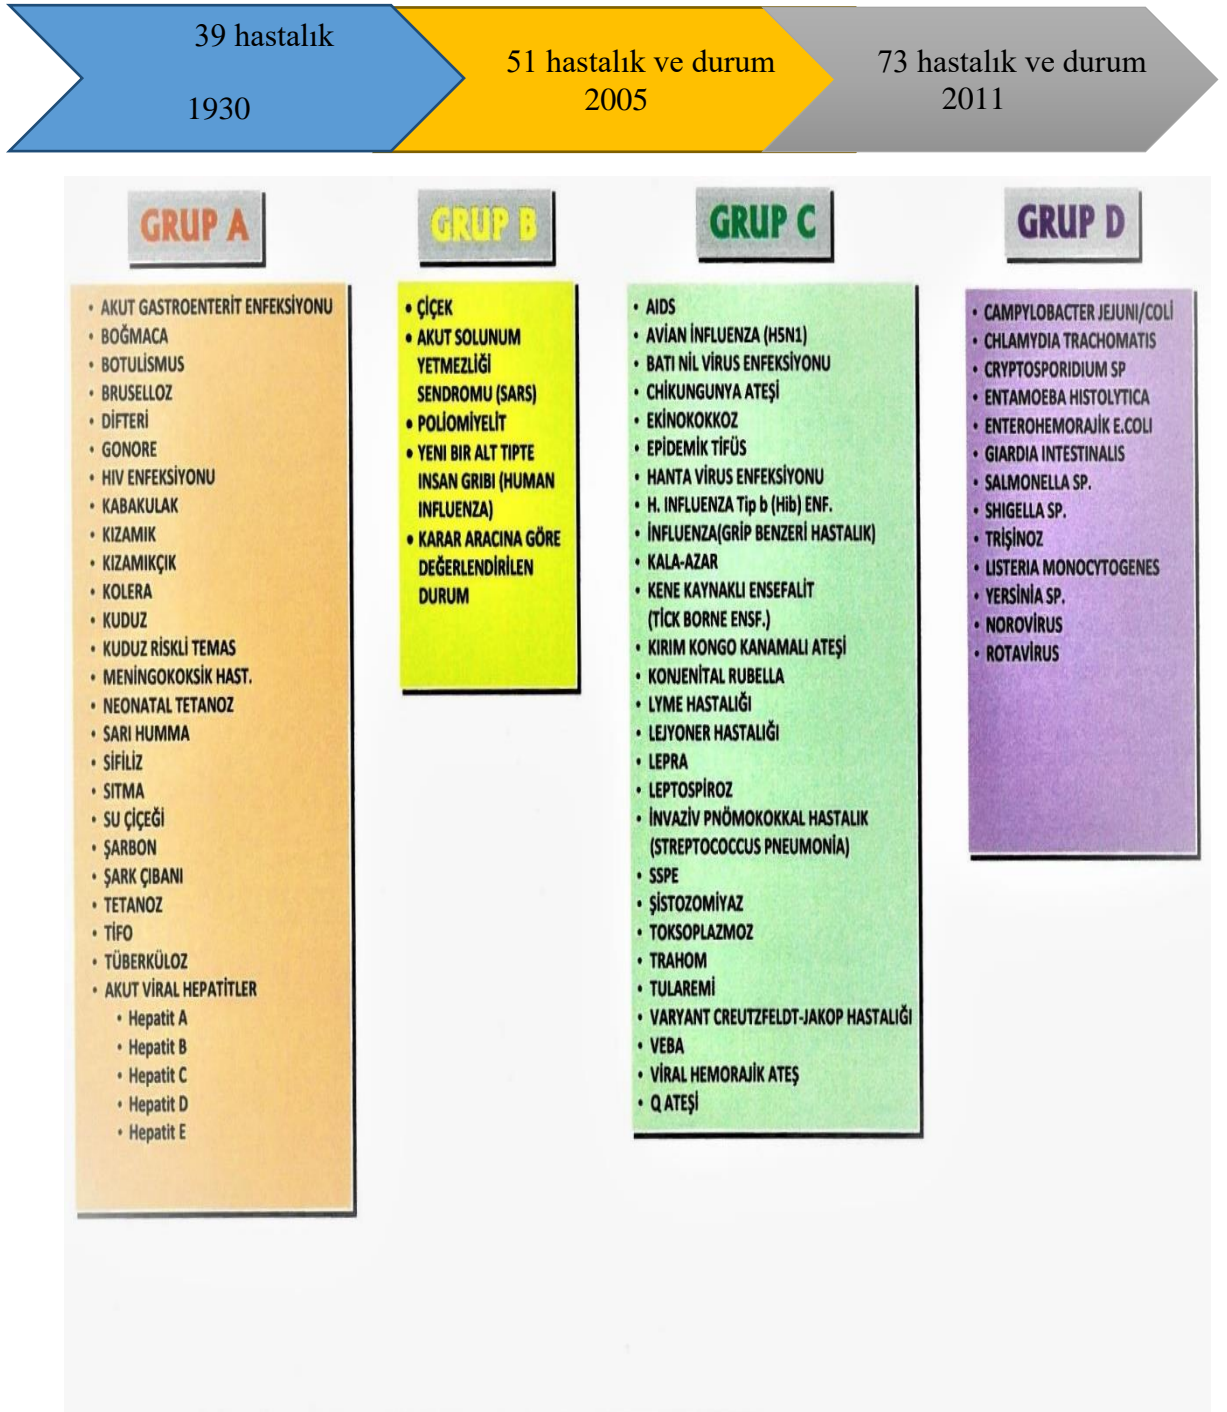 39 hastalık
1930
51 hastalık ve durum
2005
73 hastalık ve durum
2011
GRUP A
• AKUT GASTROENTERİT ENFEKSİYONU
• BOĞMACA
• BOTULİSMUS
• BRUSELLOZ
• DİFTERİ
• GONORE
• HIV ENFEKSİYONU
• KABAKULAK
• KIZAMIK
• KIZAMIKÇIK
• KOLERA
• KUDUZ
• KUDUZ RİSKLİ TEMAS
• MENİNGOKOKSİK HAST.
• NEONATAL TETANOZ
• SARI HUMMA
• SİFİLİZ
• SITMA
• SU ÇİÇEĞİ
• ŞARBON
• ŞARK ÇIBANI
• TETANOZ
• TİFO
• TÜBERKÜLOZ
• AKUT VİRAL HEPATİTLER
• Hepatit A
• Hepatit B
• Hepatit C
• Hepatit D
• Hepatit E
GRUP B
• ÇİÇEK
• AKUT SOLUNUM
YETMEZLİĞİ
SENDROMU (SARS)
• POLİOMİYELİT
• YENI BIR ALT TIPTE
INSAN GRIBI (HUMAN
INFLUENZA)
• KARAR ARACINA GÖRE
DEĞERLENDİRİLEN
DURUM
GRUP C
• AIDS
• AVİAN İNFLUENZA (H5N1)
• BATI NİL VİRUS ENFEKSİYONU
• CHİKUNGUNYA ATEŞİ
• EKİNOKOKKOZ
• EPİDEMİK TİFÜS
• HANTA VİRUS ENFEKSİYONU
• H. INFLUENZA Tip b (Hib) ENF.
• İNFLUENZA(GRİP BENZERİ HASTALIK)
• KALA-AZAR
• KENE KAYNAKLI ENSEFALİT
(TİCK BORNE ENSF.)
• KIRIM KONGO KANAMALI ATEŞİ
• KONJENİTAL RUBELLA
• LYME HASTALIĞI
• LEJYONER HASTALIĞI
• LEPRA
• LEPTOSPİROZ
• İNVAZİV PNÖMOKOKKAL HASTALIK
(STREPTOCOCCUS PNEUMONİA)
• SSPE
• ŞİSTOZOMİYAZ
• TOKSOPLAZMOZ
• TRAHOM
• TULAREMİ
• VARYANT CREUTZFELDT-JAKOP HASTALIĞI
• VEBA
• VİRAL HEMORAJİK ATEŞ
• Q ATEŞİ
GRUP D
• CAMPYLOBACTER JEJUNI/COLİ
• CHLAMYDIA TRACHOMATIS
• CRYPTOSPORIDIUM SP
• ENTAMOEBA HISTOLYTICA
• ENTEROHEMORAJİK E.COLI
• GIARDIA INTESTINALIS
• SALMONELLA SP.
• SHIGELLA SP.
• TRİŞİNOZ
• LISTERIA MONOCYTOGENES
• YERSİNİA SP.
• NOROVİRUS
• ROTAVİRUS